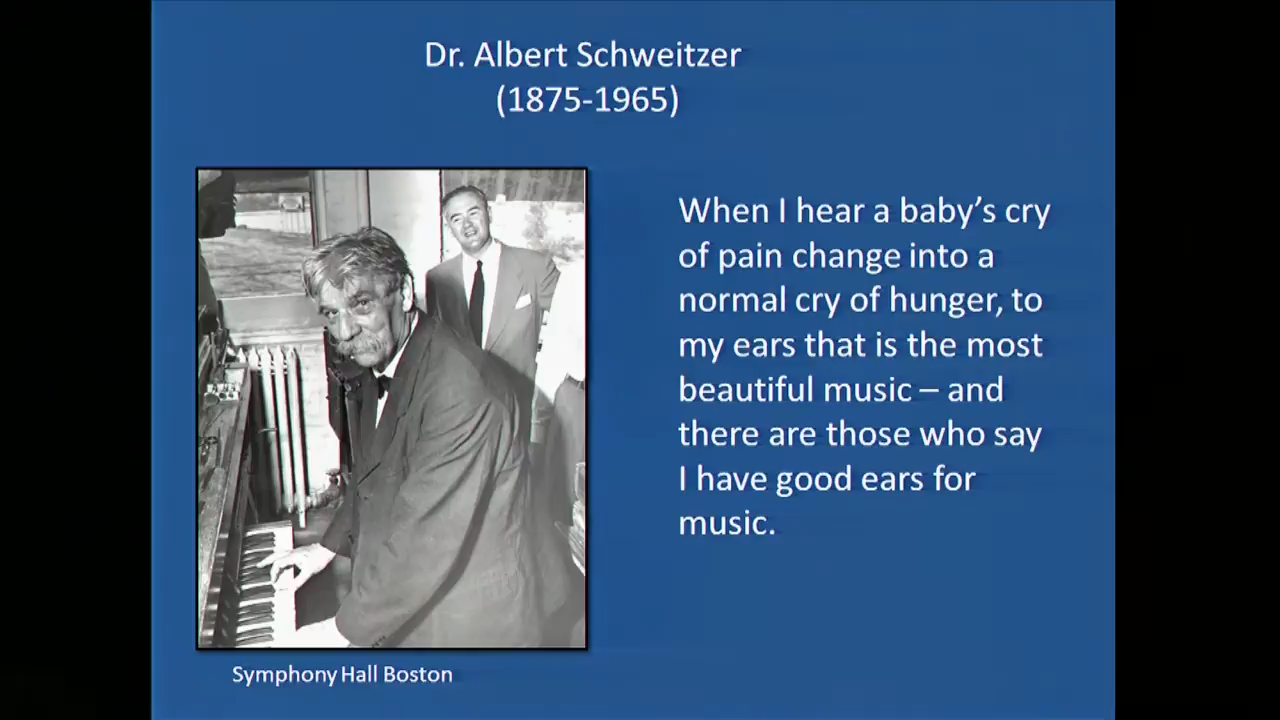 Dr. Albert Schweitzer
(1875-1965)
When I hear a baby’s cry
of pain change into a
normal cry of hunger, to
my ears that is the most
beautiful music – and
there are those who say
I have good ears for
music.
Symphony Hall Boston